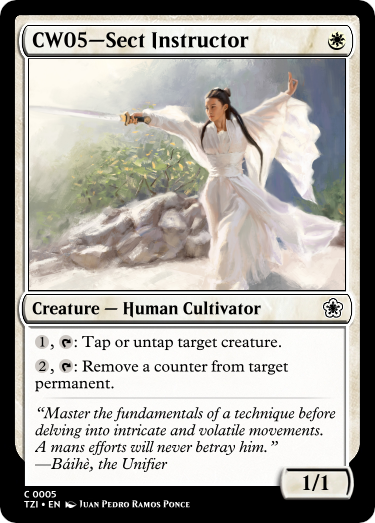 CW05—Sect Instructor
Creature — Human Cultivator
1, : Tap or untap target creature.
2, : Remove a counter from target
permanent.
“Master the fundamentals of a technique before
delving into intricate and volatile movements.
A mans efforts will never betray him.”
—Báihè, the Unifier
1/1
C 0005
TZI • EN Juan Pedro Ramos Ponce